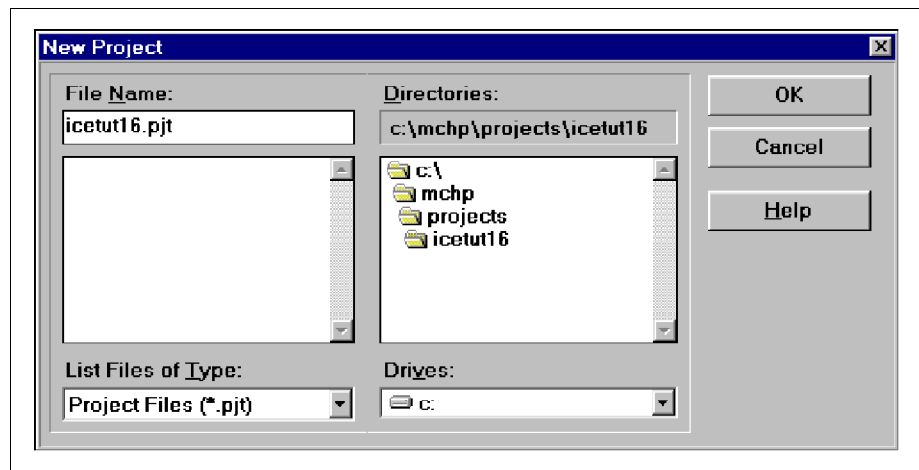 New Project
File Name:
icetut16.pjt
Directories:
c:\mchp\projects\icetut16
c:\
mchp
projects
icetut16
List Files of Type:
Project Files (*.pjt)
Drives:
c:
OK
Cancel
Help